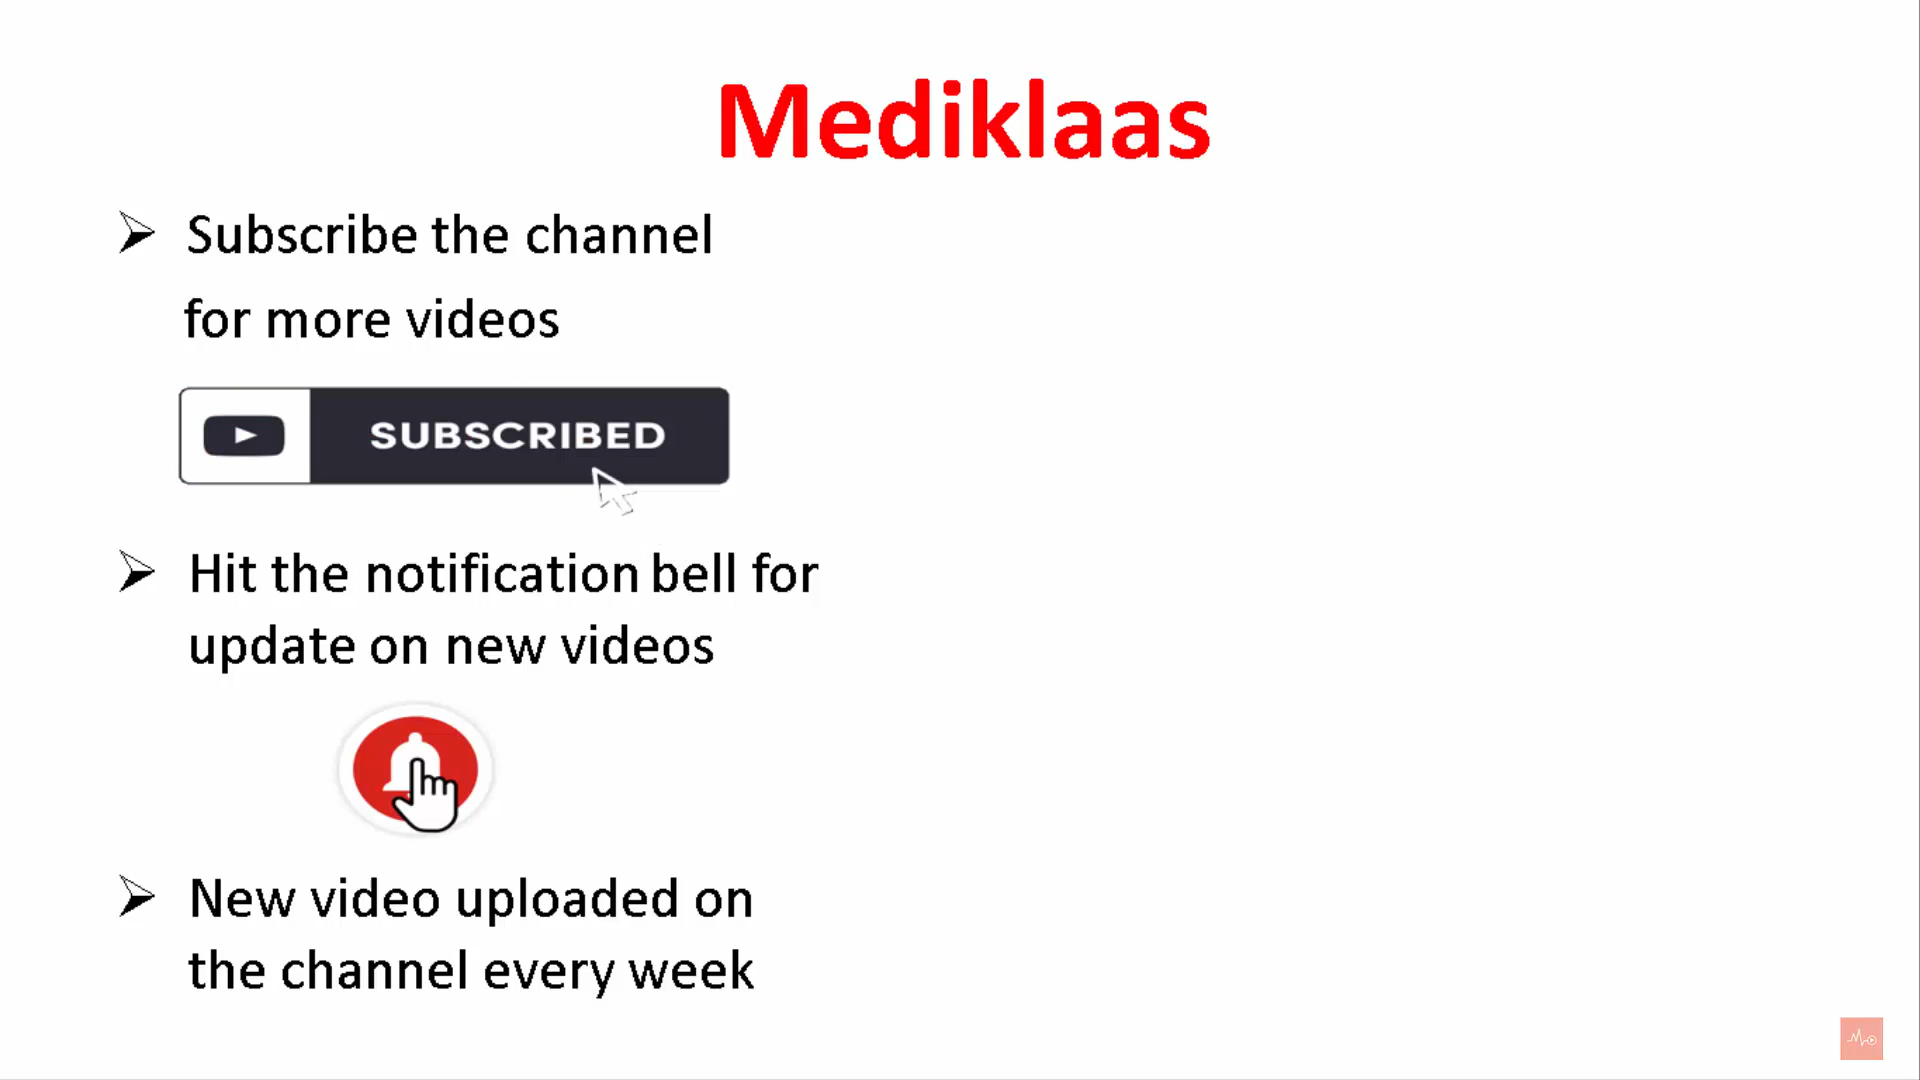 Mediklaas
Subscribe the channel
for more videos
SUBSCRIBED
Hit the notification bell for
update on new videos
New video uploaded on
the channel every week